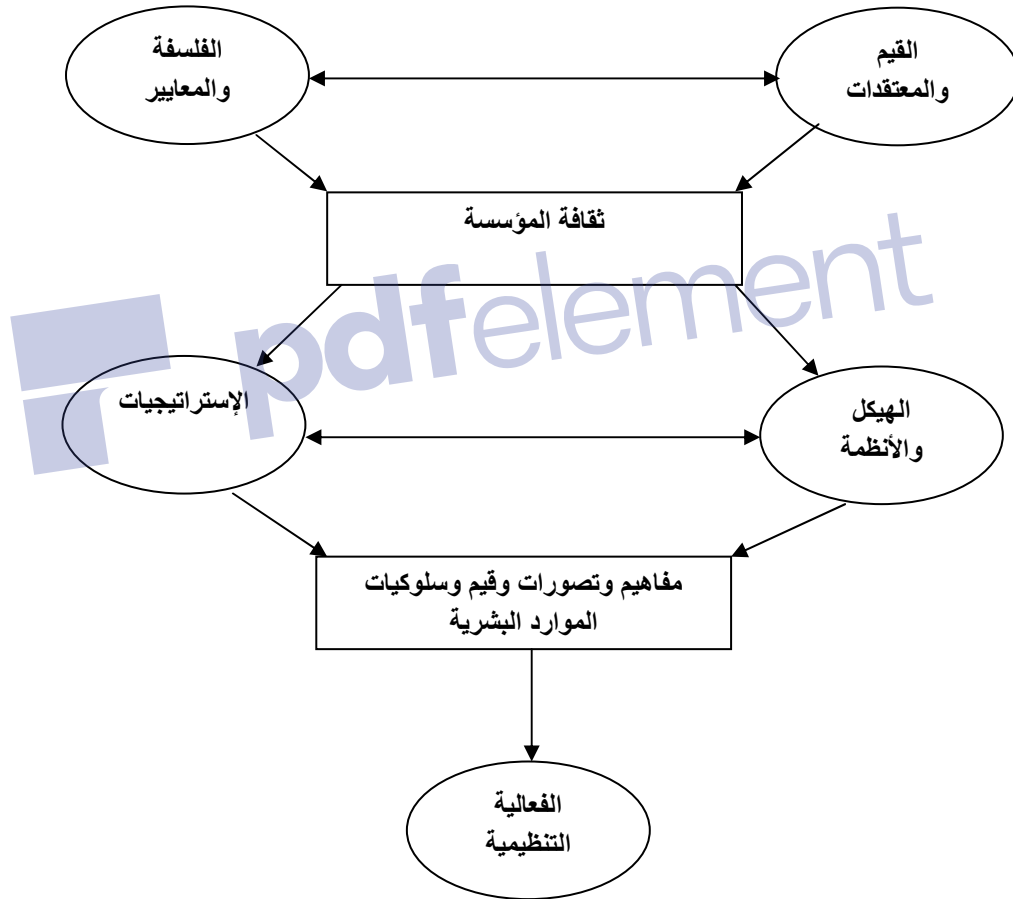 القيم
والمعتقدات
الفلسفة
والمعايير
ثقافة المؤسسة
pdfelement
الهيكل
والأنظمة
الإستراتيجيات
مفاهيم وتصورات وقيم وسلوكيات
الموارد البشرية
الفعالية
التنظيمية